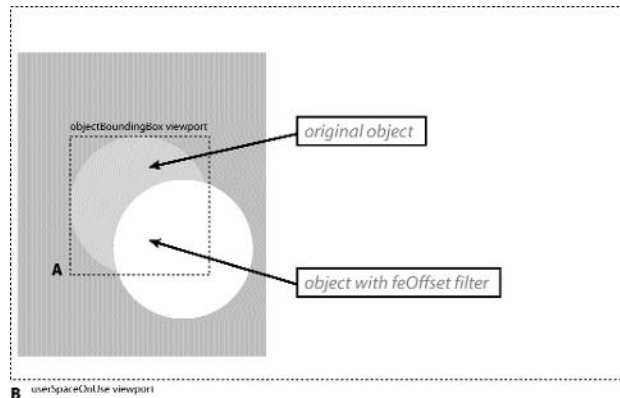 objectBoundingBox viewport
original object
A
object with feOffset filter
B userSpaceOnUse viewport